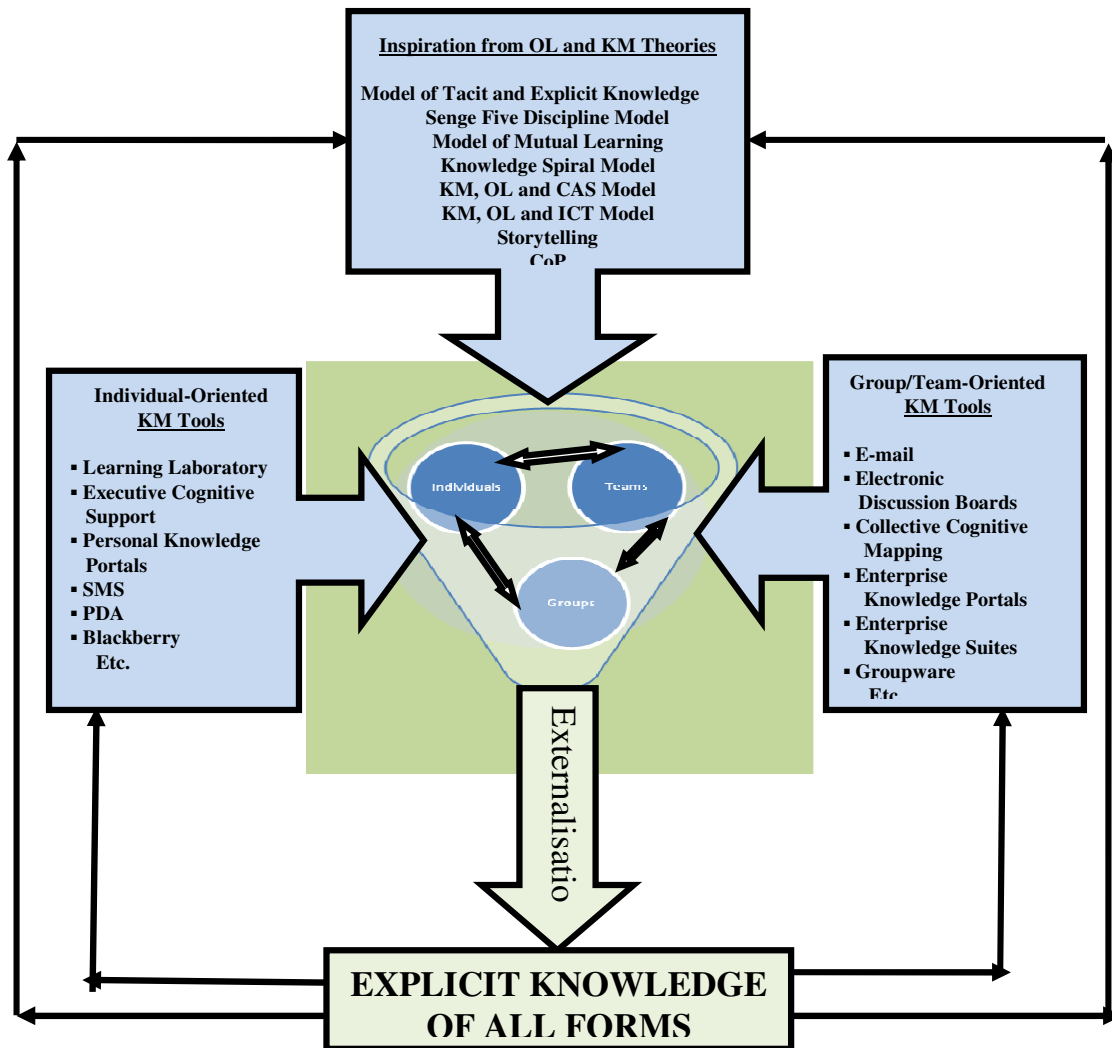 Inspiration from OL and KM Theories
Model of Tacit and Explicit Knowledge
Senge Five Discipline Model
Model of Mutual Learning
Knowledge Spiral Model
KM, OL and CAS Model
KM, OL and ICT Model
Storytelling
CoP
Individual-Oriented
KM Tools
▪ Learning Laboratory
▪ Executive Cognitive
Support
▪ Personal Knowledge
Portals
▪ SMS
▪ PDA
▪ Blackberry
Etc.
Individuals
Teams
Groups
Group/Team-Oriented
KM Tools
▪ E-mail
▪ Electronic
Discussion Boards
▪ Collective Cognitive
Mapping
▪ Enterprise
Knowledge Portals
▪ Enterprise
Knowledge Suites
▪ Groupware
Etc
Externalisatio
EXPLICIT KNOWLEDGE
OF ALL FORMS